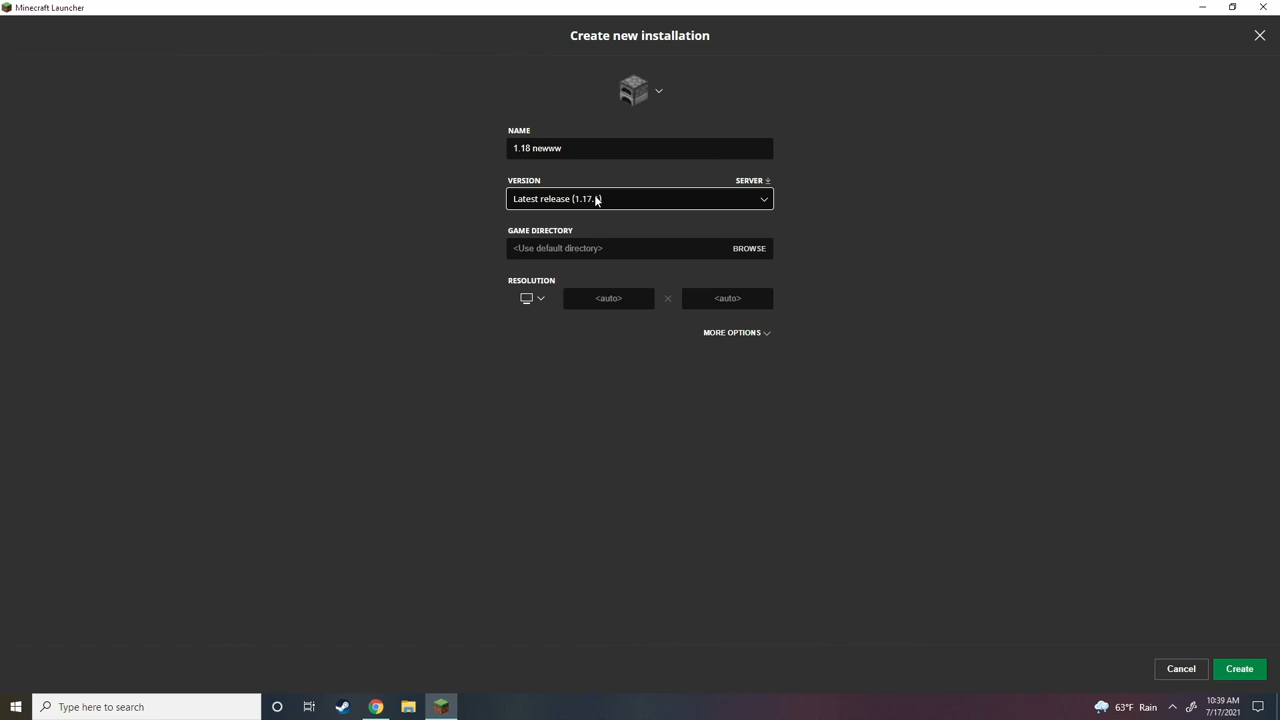 Minecraft Launcher
Create new installation
NAME
1.18 newww
VERSION
SERVER
Latest release (1.17.
GAME DIRECTORY
<Use default directory>
BROWSE
RESOLUTION
<auto>
<auto>
MORE OPTIONS
Cancel
Create
Type here to search
63°F Rain
10:39 AM
7/17/2021